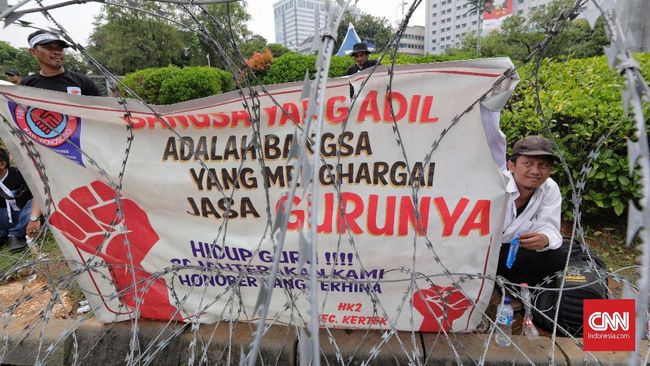 BANGSA YANG ADIL
ADALAH BANGSA
YANG MENGHARGAI
JASA GURUNYA
HIDUP GURU !!!!
SEJAHTERAKAN KAMI
HONORER YANG TERHINA
HK2
KEC. KERTEK
WONOSOBO
CNN
Indonesia.com